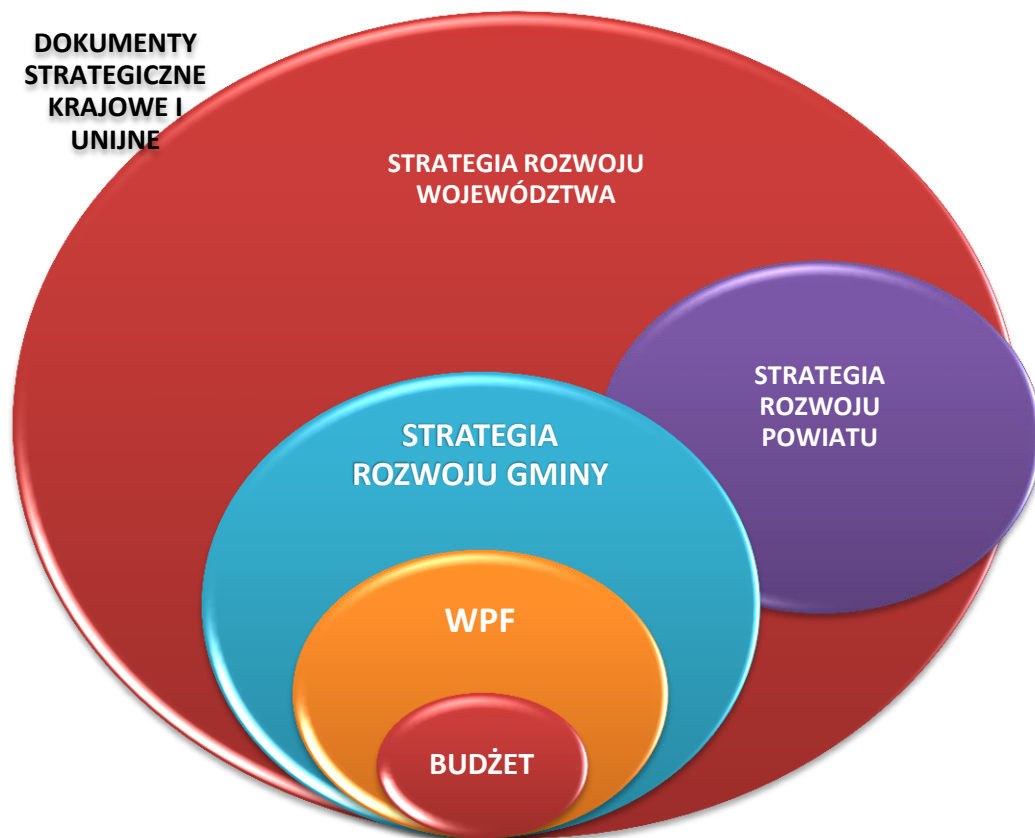 DOKUMENTY
STRATEGICZNE
KRAJOWE I
UNIJNE
STRATEGIA ROZWOJU
WOJEWÓDZTWA
STRATEGIA
ROZWOJU
POWIATU
STRATEGIA
ROZWOJU GMINY
WPF
BUDŻET